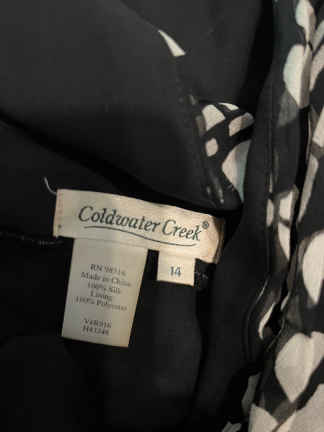 Coldwater Creek®
14
RN 98516
Made in China
100% Silk
Lining:
100% Polyester